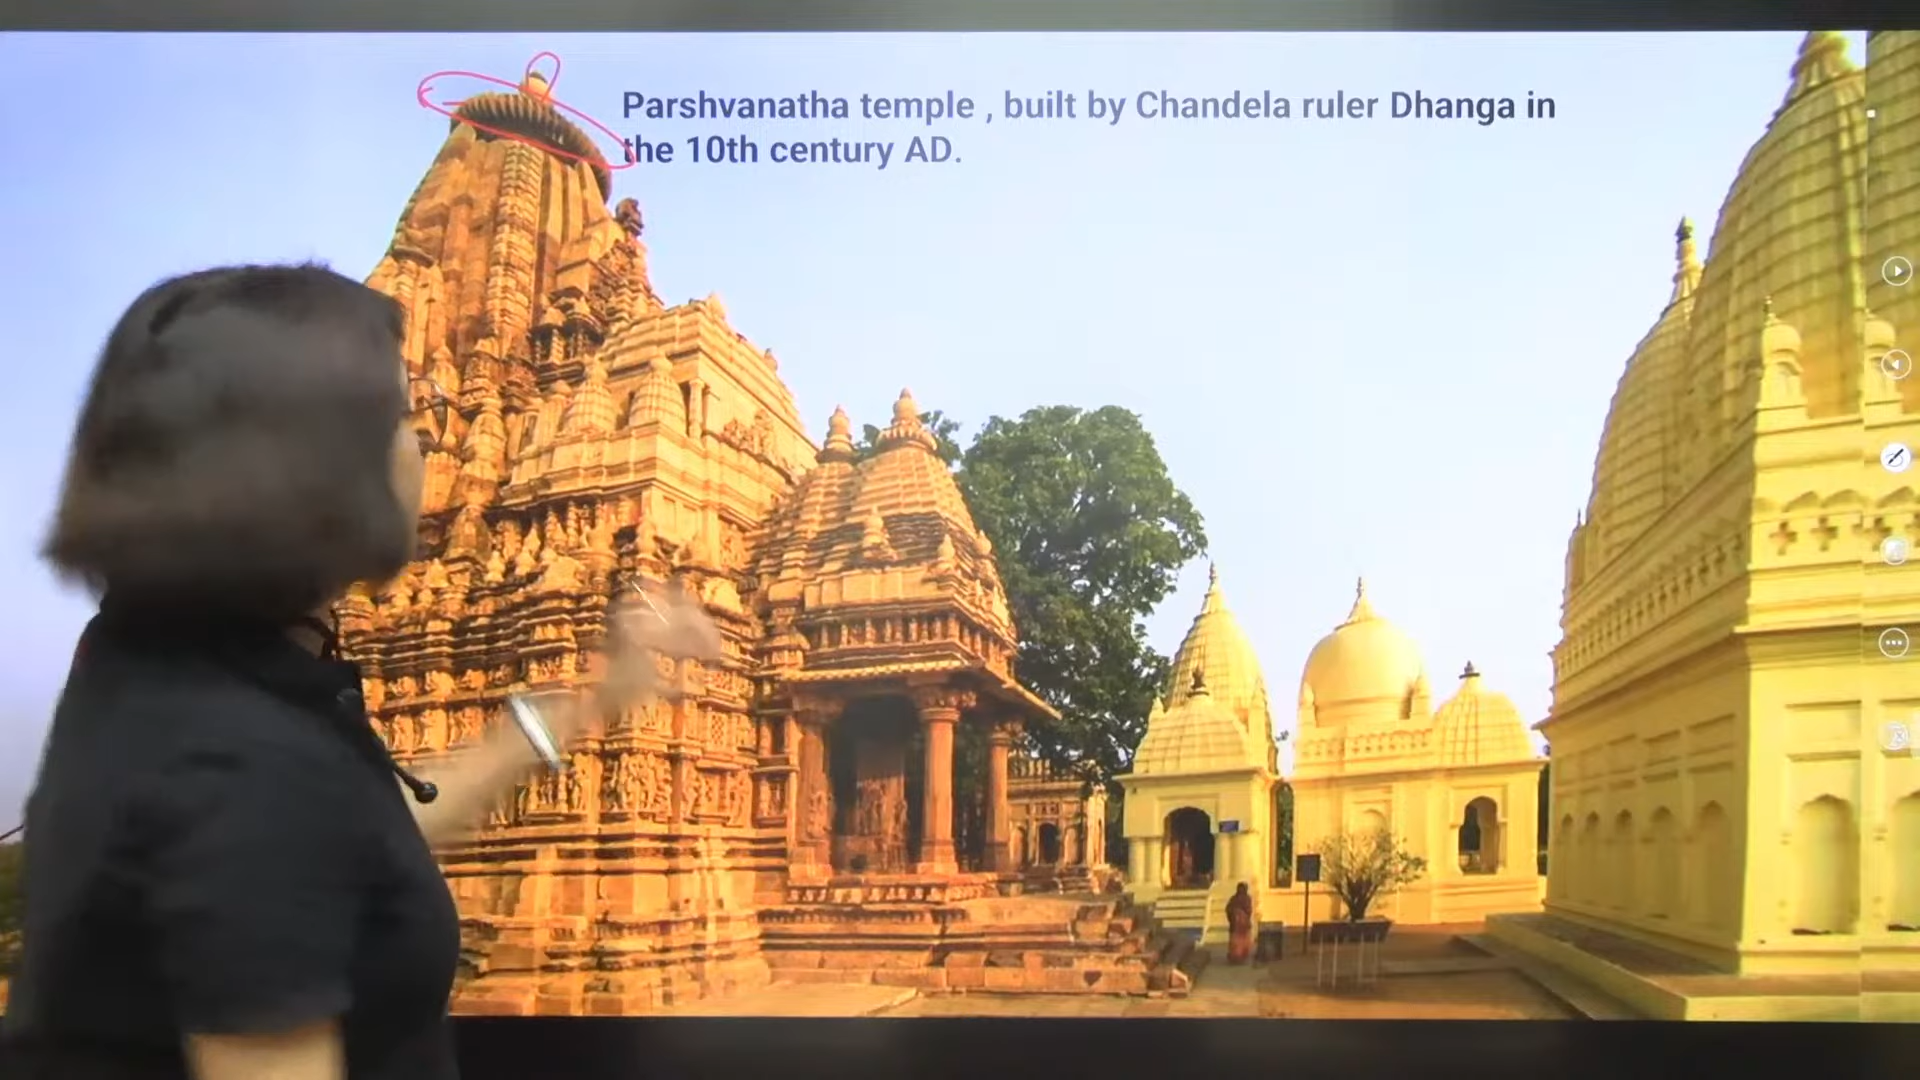 Parshvanatha temple , built by Chandela ruler Dhanga in
the 10th century AD.